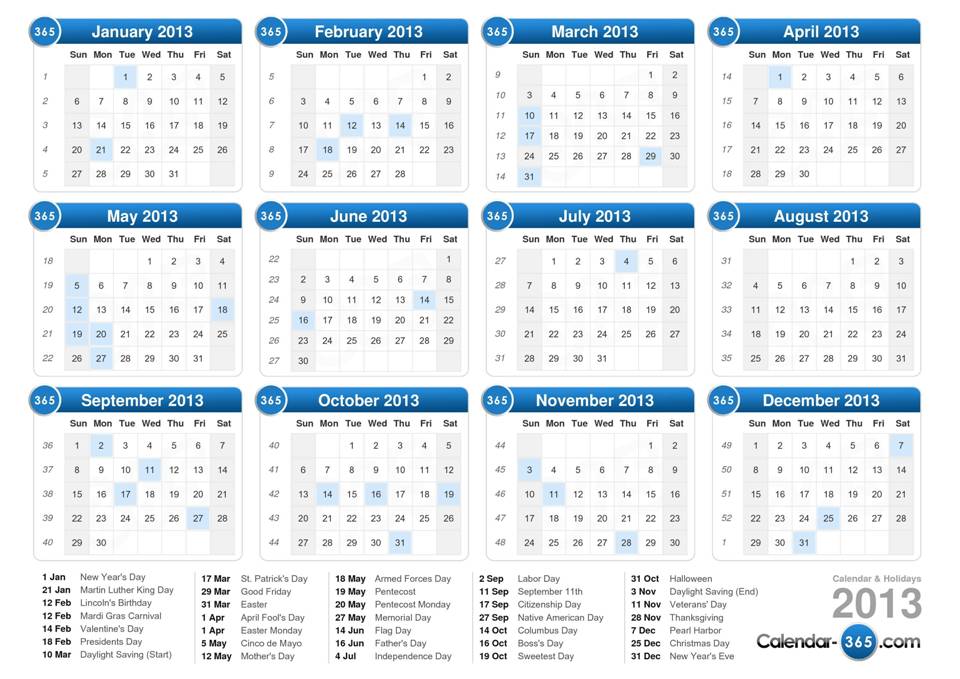 365 January 2013
Sun Mon Tue Wed Thu Fri Sat
1 1 2 3 4 5
2 6 7 8 9 10 11 12
3 13 14 15 16 17 18 19
4 20 21 22 23 24 25 26
5 27 28 29 30 31
365 February 2013
Sun Mon Tue Wed Thu Fri Sat
5 1 2
6 3 4 5 6 7 8 9
7 10 11 12 13 14 15 16
8 17 18 19 20 21 22 23
9 24 25 26 27 28
365 March 2013
Sun Mon Tue Wed Thu Fri Sat
9 1 2
10 3 4 5 6 7 8 9
11 10 11 12 13 14 15 16
12 17 18 19 20 21 22 23
13 24 25 26 27 28 29 30
14 31
365 April 2013
Sun Mon Tue Wed Thu Fri Sat
14 1 2 3 4 5 6
15 7 8 9 10 11 12 13
16 14 15 16 17 18 19 20
17 21 22 23 24 25 26 27
18 28 29 30
365 May 2013
Sun Mon Tue Wed Thu Fri Sat
18 1 2 3 4
19 5 6 7 8 9 10 11
20 12 13 14 15 16 17 18
21 19 20 21 22 23 24 25
22 26 27 28 29 30 31
365 June 2013
Sun Mon Tue Wed Thu Fri Sat
22 1
23 2 3 4 5 6 7 8
24 9 10 11 12 13 14 15
25 16 17 18 19 20 21 22
26 23 24 25 26 27 28 29
27 30
365 July 2013
Sun Mon Tue Wed Thu Fri Sat
27 1 2 3 4 5 6
28 7 8 9 10 11 12 13
29 14 15 16 17 18 19 20
30 21 22 23 24 25 26 27
31 28 29 30 31
365 August 2013
Sun Mon Tue Wed Thu Fri Sat
31 1 2 3
32 4 5 6 7 8 9 10
33 11 12 13 14 15 16 17
34 18 19 20 21 22 23 24
35 25 26 27 28 29 30 31
365 September 2013
Sun Mon Tue Wed Thu Fri Sat
36 1 2 3 4 5 6 7
37 8 9 10 11 12 13 14
38 15 16 17 18 19 20 21
39 22 23 24 25 26 27 28
40 29 30
365 October 2013
Sun Mon Tue Wed Thu Fri Sat
40 1 2 3 4 5
41 6 7 8 9 10 11 12
42 13 14 15 16 17 18 19
43 20 21 22 23 24 25 26
44 27 28 29 30 31
365 November 2013
Sun Mon Tue Wed Thu Fri Sat
44 1 2
45 3 4 5 6 7 8 9
46 10 11 12 13 14 15 16
47 17 18 19 20 21 22 23
48 24 25 26 27 28 29 30
365 December 2013
Sun Mon Tue Wed Thu Fri Sat
49 1 2 3 4 5 6 7
50 8 9 10 11 12 13 14
51 15 16 17 18 19 20 21
52 22 23 24 25 26 27 28
1 29 30 31
1 Jan New Year's Day
21 Jan Martin Luther King Day
12 Feb Lincoln's Birthday
12 Feb Mardi Gras Carnival
14 Feb Valentine's Day
18 Feb Presidents Day
10 Mar Daylight Saving (Start)
17 Mar St. Patrick's Day
29 Mar Good Friday
31 Mar Easter
1 Apr April Fool's Day
1 Apr Easter Monday
5 May Cinco de Mayo
12 May Mother's Day
18 May Armed Forces Day
19 May Pentecost
20 May Pentecost Monday
27 May Memorial Day
14 Jun Flag Day
16 Jun Father's Day
4 Jul Independence Day
2 Sep Labor Day
11 Sep September 11th
17 Sep Citizenship Day
27 Sep Native American Day
14 Oct Columbus Day
16 Oct Boss's Day
19 Oct Sweetest Day
31 Oct Halloween
3 Nov Daylight Saving (End)
11 Nov Veterans' Day
28 Nov Thanksgiving
7 Dec Pearl Harbor
25 Dec Christmas Day
31 Dec New Year's Eve
Calendar & Holidays
2013
Calendar-365.com